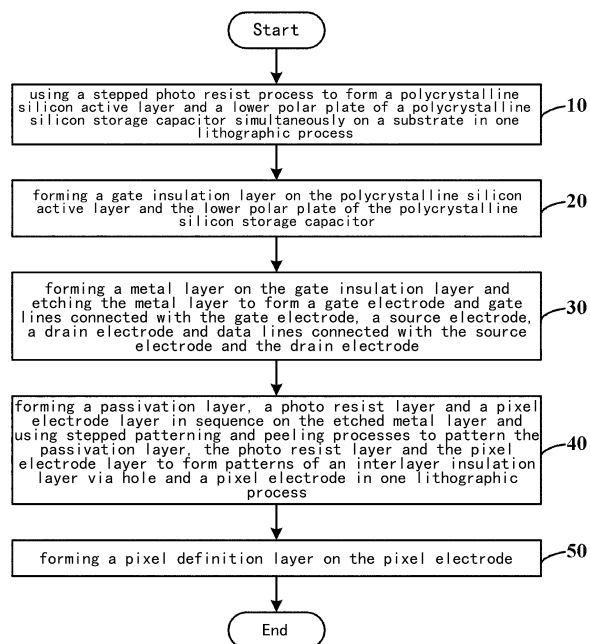 Start
using a stepped photo resist process to form a polycrystalline
silicon active layer and a lower polar plate of a polycrystalline
silicon storage capacitor simultaneously on a substrate in one
lithographic process
10
forming a gate insulation layer on the polycrystalline silicon
active layer and the lower polar plate of the polycrystalline
silicon storage capacitor
20
forming a metal layer on the gate insulation layer and
etching the metal layer to form a gate electrode and gate
lines connected with the gate electrode, a source electrode,
a drain electrode and data lines connected with the source
electrode and the drain electrode
30
forming a passivation layer, a photo resist layer and a pixel
electrode layer in sequence on the etched metal layer and
using stepped patterning and peeling processes to pattern the
passivation layer, the photo resist layer and the pixel
electrode layer to form patterns of an interlayer insulation
layer via hole and a pixel electrode in one lithographic
process
40
forming a pixel definition layer on the pixel electrode
50
End